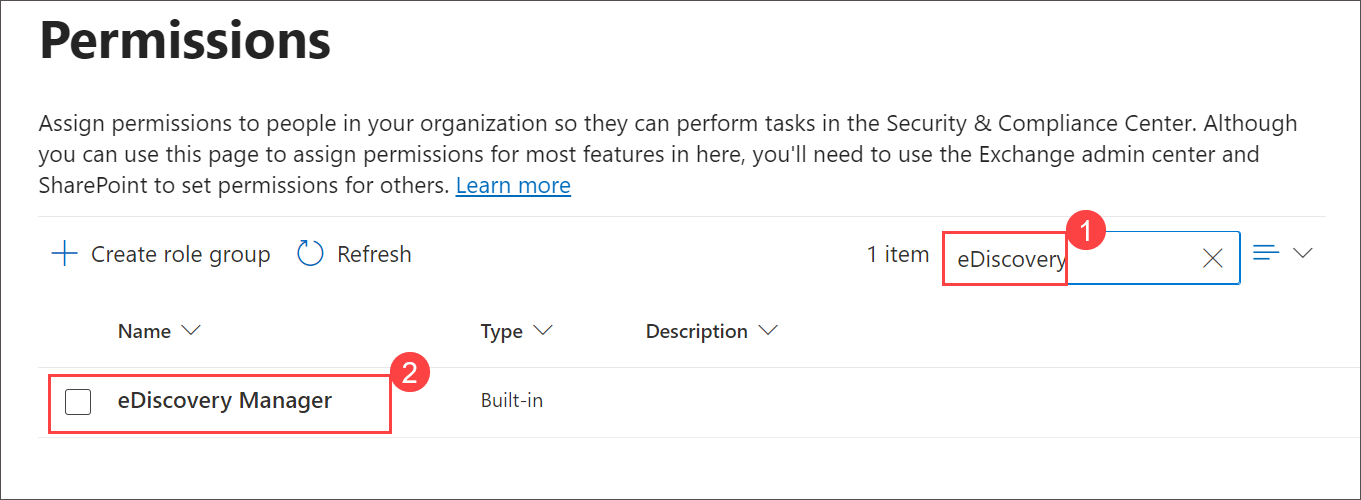 Permissions
Assign permissions to people in your organization so they can perform tasks in the Security & Compliance Center. Although
you can use this page to assign permissions for most features in here, you'll need to use the Exchange admin center and
SharePoint to set permissions for others. Learn more
Create role group Refresh 1 item eDiscovery 1
Name Type Description
eDiscovery Manager 2 Built-in